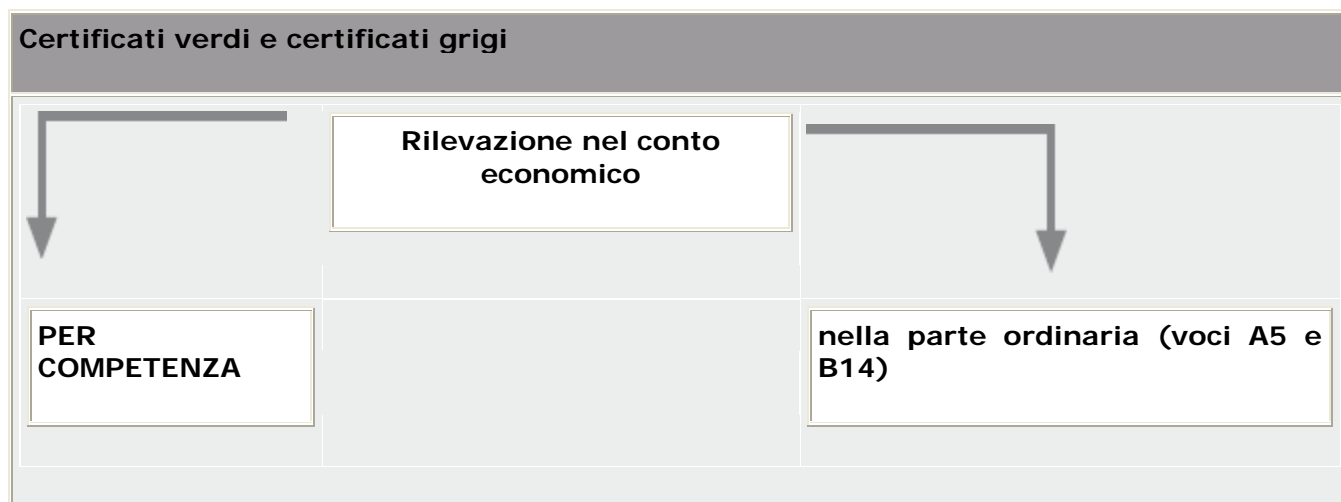 Certificati verdi e certificati grigi
Rilevazione nel conto
economico
PER
COMPETENZA
nella parte ordinaria (voci A5 e
B14)